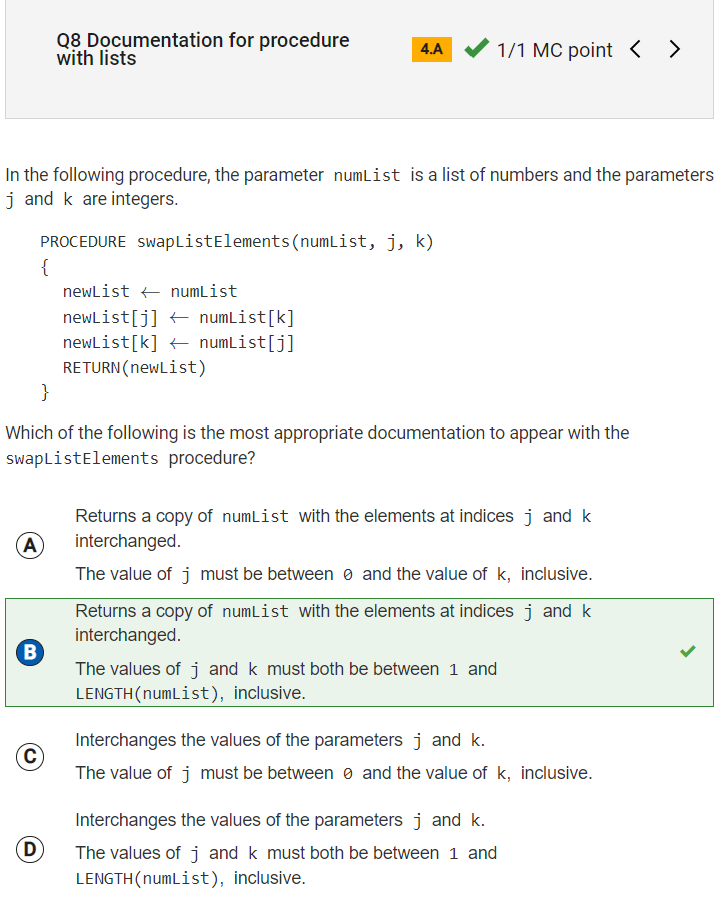 Q8 Documentation for procedure
with lists
4.A
1/1 MC point
In the following procedure, the parameter numList is a list of numbers and the parameters
j and k are integers.
PROCEDURE swapListElements(numList, j, k)
{
newList ← numList
newList[j] ← numList[k]
newList[k] ← numList[j]
RETURN(newList)
}
Which of the following is the most appropriate documentation to appear with the
swapListElements procedure?
A
Returns a copy of numList with the elements at indices j and k
interchanged.
The value of j must be between 0 and the value of k, inclusive.
B
Returns a copy of numList with the elements at indices j and k
interchanged.
The values of j and k must both be between 1 and
LENGTH(numList), inclusive.
C
Interchanges the values of the parameters j and k.
The value of j must be between 0 and the value of k, inclusive.
D
Interchanges the values of the parameters j and k.
The values of j and k must both be between 1 and
LENGTH(numList), inclusive.